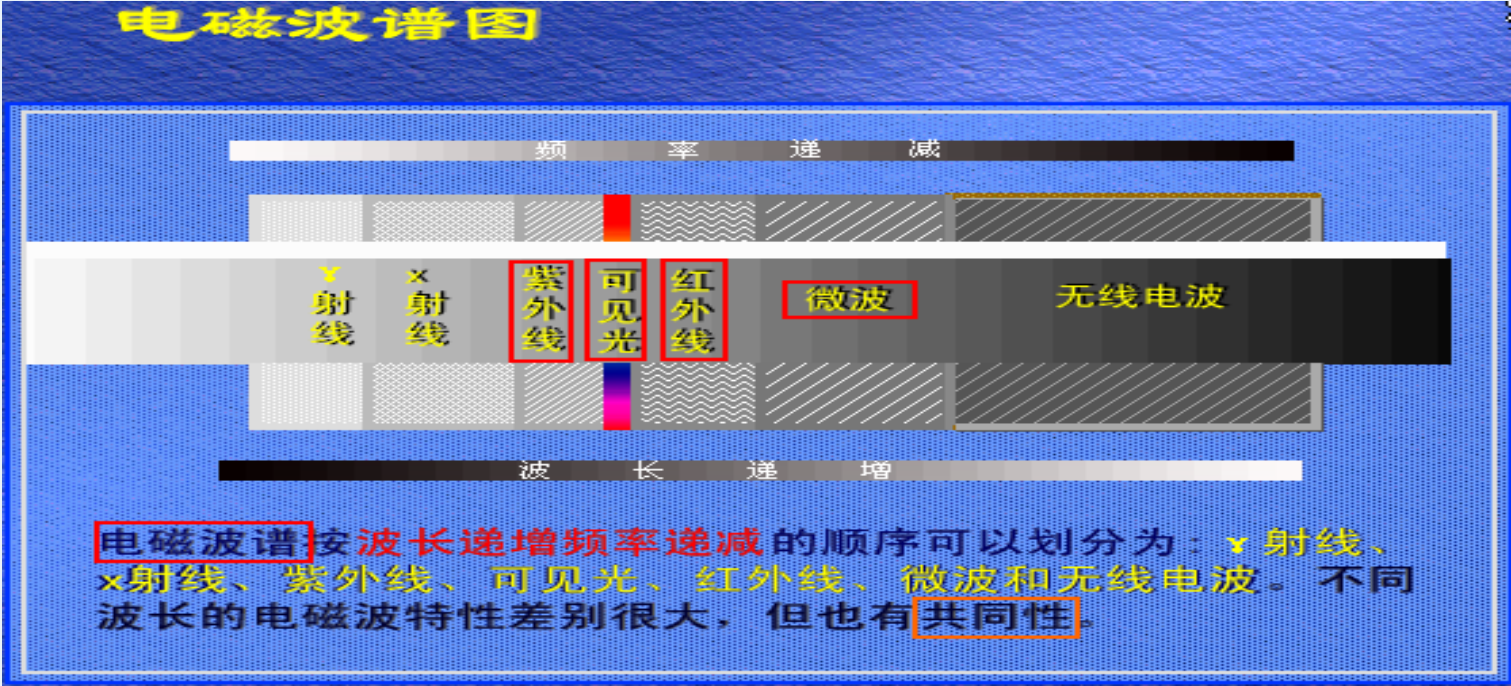 电磁波谱图
频率递减
γ射线
x射线
紫外线
可见光
红外线
微波
无线电波
波长递增
电磁波谱按波长递增频率递减的顺序可以划分为：γ射线、
x射线、紫外线、可见光、红外线、微波和无线电波。不同
波长的电磁波特性差别很大，但也有共同性。